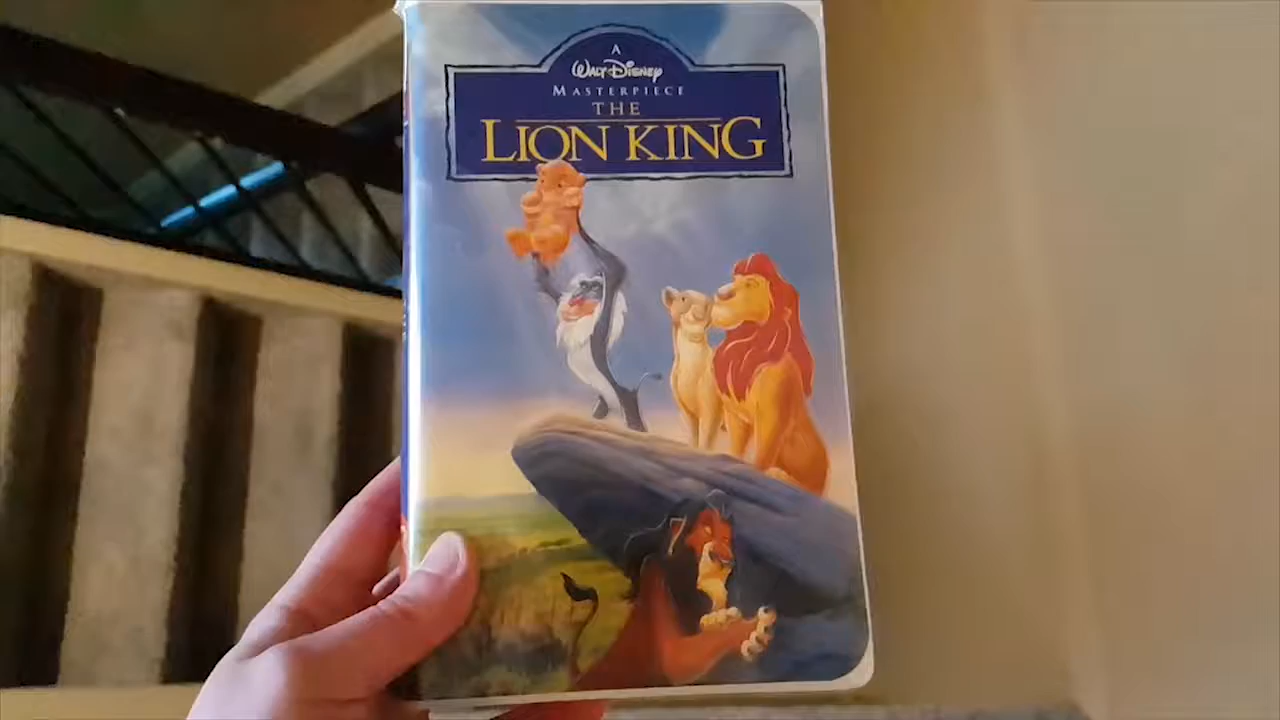 A
WALT DISNEY
MASTERPIECE
THE
LION KING